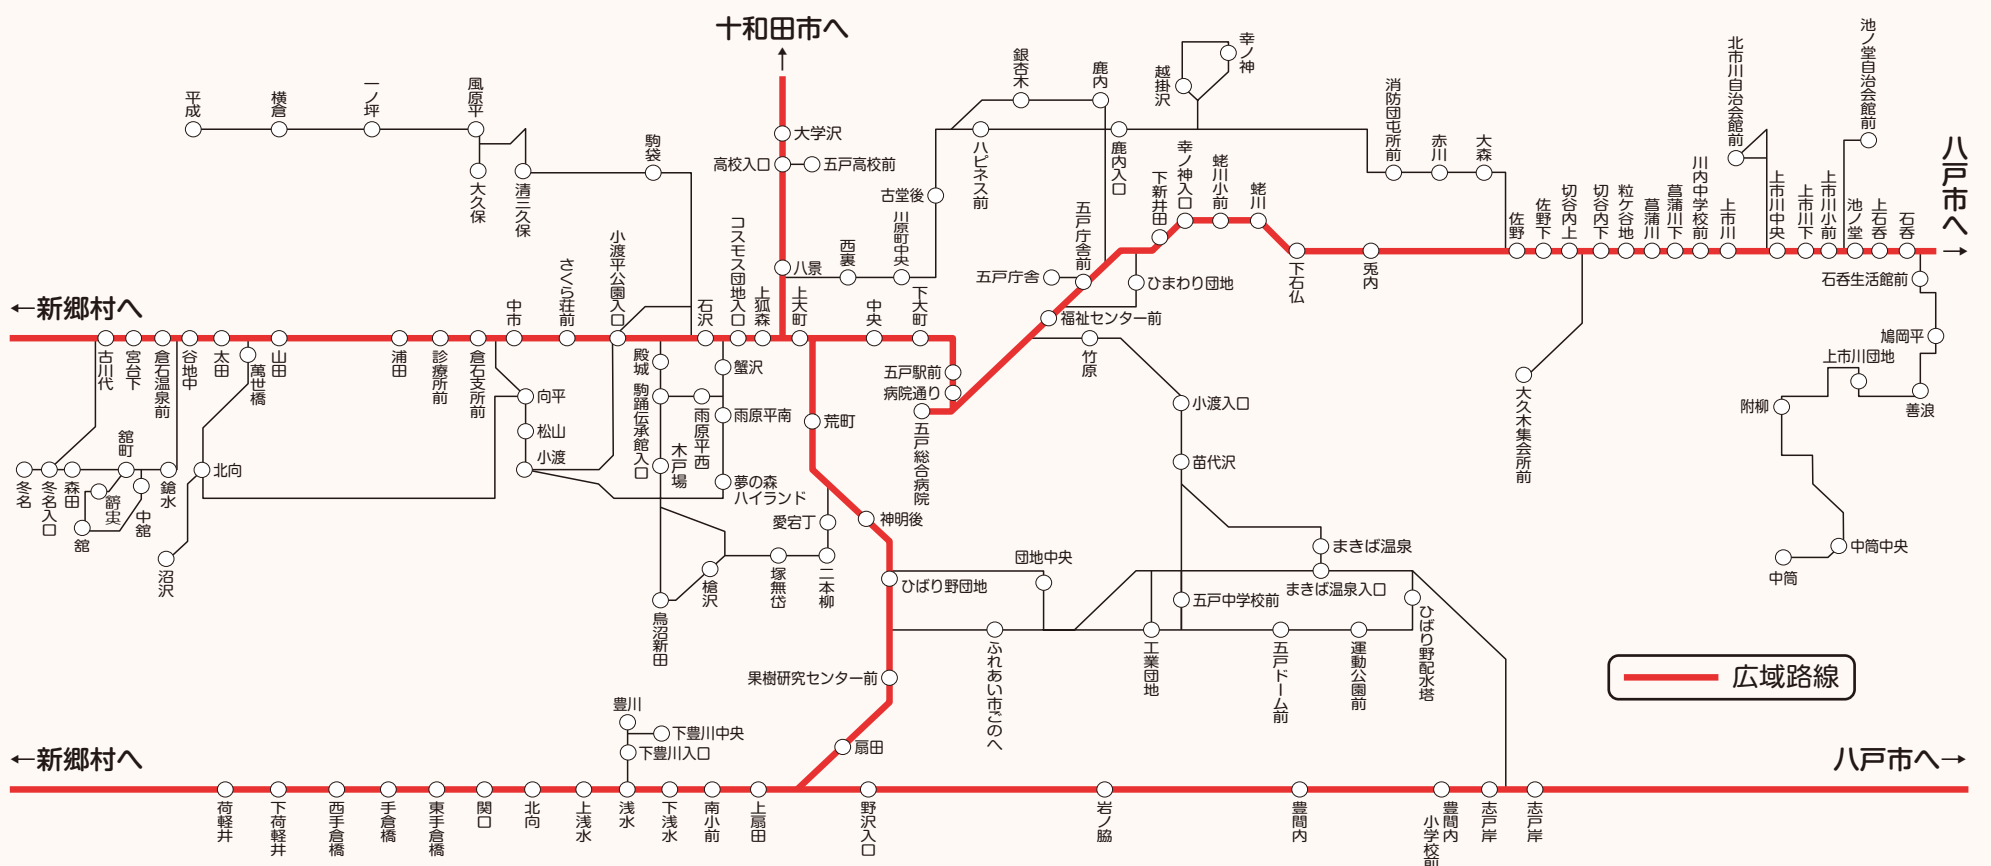 十和田市へ
池ノ堂自治会館前
北市川自治会館前
幸ノ神
越掛沢
銀杏木
鹿内
消防団屯所前
赤川
大森
平成
横倉
一ノ坪
風原平
大久保
清三久保
駒袋
大学沢
高校入口
五戸高校前
八景
古堂後
川原町中央
西裏
ハピネス前
鹿内入口
下新井田
幸ノ神入口
蛯川小前
蛯川
八戸市へ
佐野
佐野下
切谷内上
切谷内下
粒ケ谷地
菖蒲川
菖蒲川下
川内中学校前
上市川
上市川中央
上市川下
上市川小前
池ノ堂
上石呑
石呑
五戸庁舎前
五戸庁舎
ひまわり団地
下石仏
兎内
石呑生活館前
鳩岡平
上市川団地
善浪
附柳
中筒中央
中筒
大久木集会所前
←新郷村へ
古川代
宮台下
倉石温泉前
谷地中
太田
萬世橋
山田
浦田
診療所前
倉石支所前
中市
さくら荘前
小渡平公園入口
石沢
コスモス団地入口
上狐森
上大町
中央
下大町
五戸駅前
病院通り
五戸総合病院
福祉センター前
竹原
小渡入口
苗代沢
殿城
駒踊伝承館入口
木戸場
雨原平西
蟹沢
雨原平南
夢の森
ハイランド
向平
松山
小渡
荒町
神明後
愛宕丁
二本柳
塚無岱
槍沢
鳥沼新田
冬名
冬名入口
森田
舘町
舘
中舘
鎗水
北向
沼沢
ひばり野団地
団地中央
まきば温泉
まきば温泉入口
五戸中学校前
ふれあい市ごのへ
工業団地
五戸ドーム前
運動公園前
ひばり野配水塔
果樹研究センター前
扇田
広域路線
豊川
下豊川中央
下豊川入口
←新郷村へ
八戸市へ→
荷軽井
下荷軽井
西手倉橋
手倉橋
東手倉橋
関口
北向
上浅水
浅水
下浅水
南小前
上扇田
野沢入口
岩ノ脇
豊間内
豊間内
小学校前
志戸岸
志戸岸